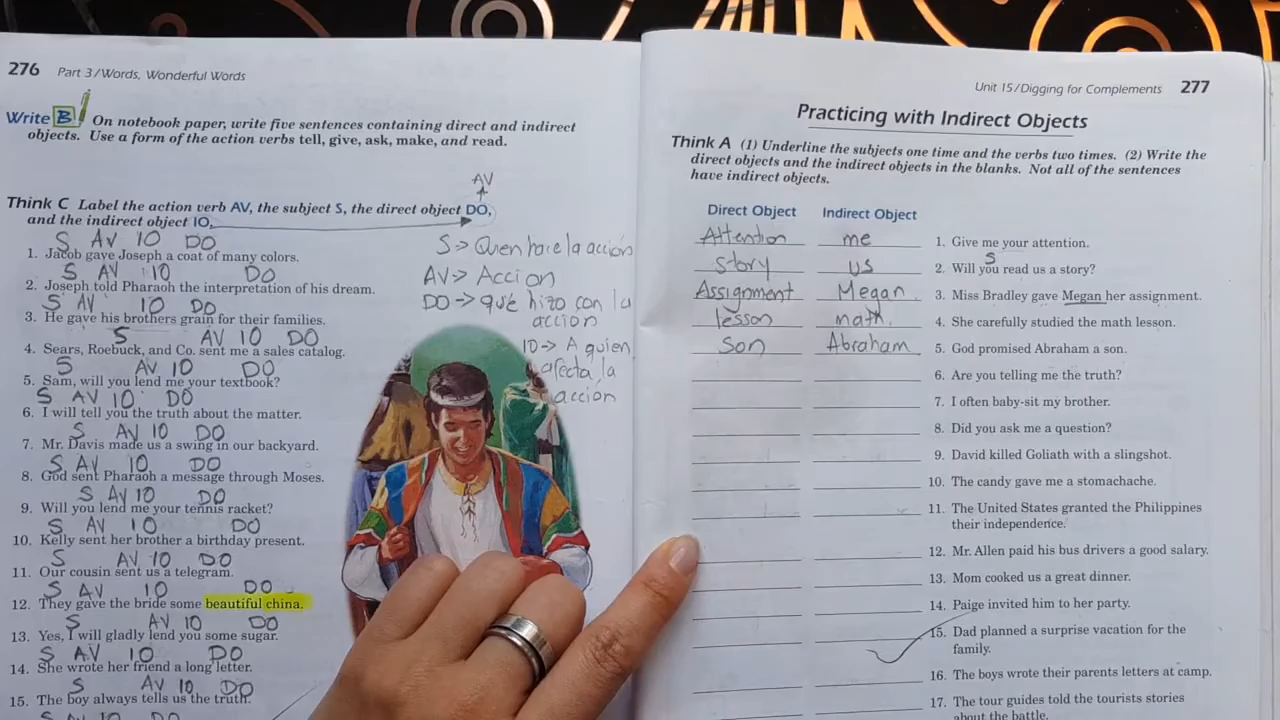 276 Part 3/Words, Wonderful Words
Write B On notebook paper, write five sentences containing direct and indirect
objects. Use a form of the action verbs tell, give, ask, make, and read.
AV
Think C Label the action verb AV, the subject S, the direct object DO,
and the indirect object IO.
S AV IO DO
1. Jacob gave Joseph a coat of many colors.
S AV IO DO
2. Joseph told Pharaoh the interpretation of his dream.
S AV IO DO
3. He gave his brothers grain for their families.
S AV IO DO
4. Sears, Roebuck, and Co. sent me a sales catalog.
S AV IO DO
5. Sam, will you lend me your textbook?
S AV IO DO
6. I will tell you the truth about the matter.
S AV IO DO
7. Mr. Davis made us a swing in our backyard.
S AV IO DO
8. God sent Pharaoh a message through Moses.
S AV IO DO
9. Will you lend me your tennis racket?
S AV IO DO
10. Kelly sent her brother a birthday present.
S AV IO DO
11. Our cousin sent us a telegram.
S AV IO DO
12. They gave the bride some beautiful china.
S AV IO DO
13. Yes, I will gladly lend you some sugar.
S AV IO DO
14. She wrote her friend a long letter.
S AV IO DO
15. The boy always tells us the truth.
S -> Quien hace la acción
AV -> Accion
DO -> qué hizo con la
acción
IO -> A quien
afecta la
acción
Unit 15/Digging for Complements 277
Practicing with Indirect Objects
Think A (1) Underline the subjects one time and the verbs two times. (2) Write the
direct objects and the indirect objects in the blanks. Not all of the sentences
have indirect objects.
Direct Object Indirect Object
Attention me 1. Give me your attention.
S
story us 2. Will you read us a story?
Assignment Megan 3. Miss Bradley gave Megan her assignment.
lesson math 4. She carefully studied the math lesson.
Son Abraham 5. God promised Abraham a son.
6. Are you telling me the truth?
7. I often baby-sit my brother.
8. Did you ask me a question?
9. David killed Goliath with a slingshot.
10. The candy gave me a stomachache.
11. The United States granted the Philippines
their independence.
12. Mr. Allen paid his bus drivers a good salary.
13. Mom cooked us a great dinner.
14. Paige invited him to her party.
15. Dad planned a surprise vacation for the
family.
16. The boys wrote their parents letters at camp.
17. The tour guides told the tourists stories
about the battle.